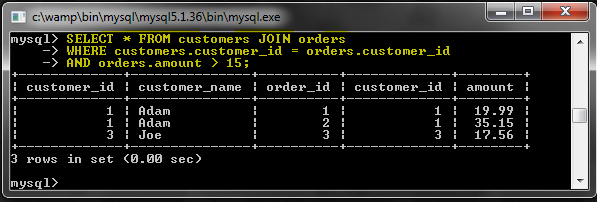 c:\wamp\bin\mysql\mysql5.1.36\bin\mysql.exe
mysql> SELECT * FROM customers JOIN orders
    -> WHERE customers.customer_id = orders.customer_id
    -> AND orders.amount > 15;
+-------------+---------------+----------+-------------+--------+
| customer_id | customer_name | order_id | customer_id | amount |
+-------------+---------------+----------+-------------+--------+
|           1 | Adam          |        1 |           1 |  19.99 |
|           1 | Adam          |        2 |           1 |  35.15 |
|           3 | Joe           |        3 |           3 |  17.56 |
+-------------+---------------+----------+-------------+--------+
3 rows in set (0.00 sec)
mysql>